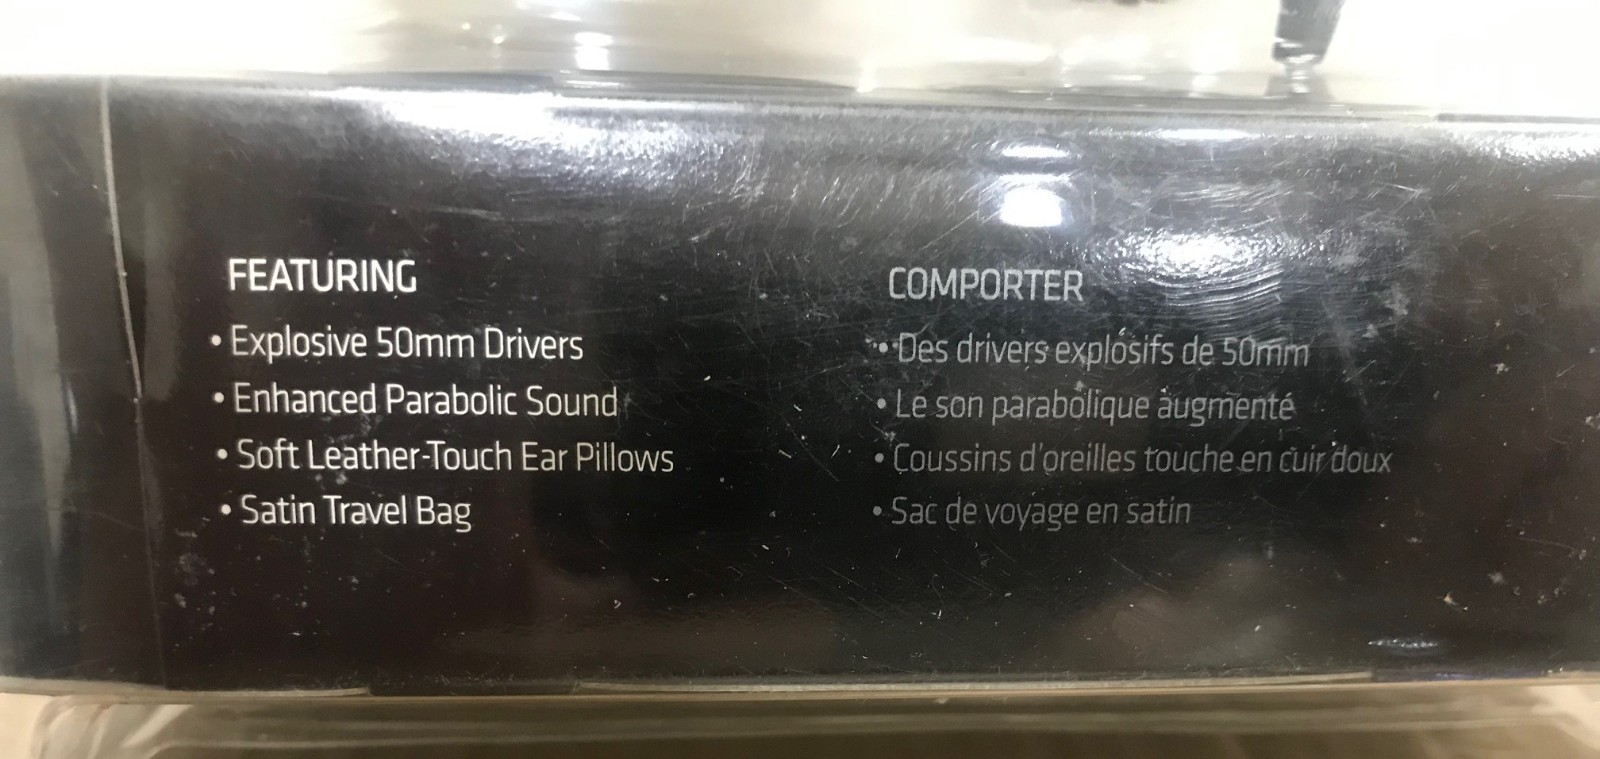 FEATURING
• Explosive 50mm Drivers
• Enhanced Parabolic Sound
• Soft Leather-Touch Ear Pillows
• Satin Travel Bag
COMPORTER
• Des drivers explosifs de 50mm
• Le son parabolique augmenté
• Coussins d'oreilles touche en cuir doux
• Sac de voyage en satin